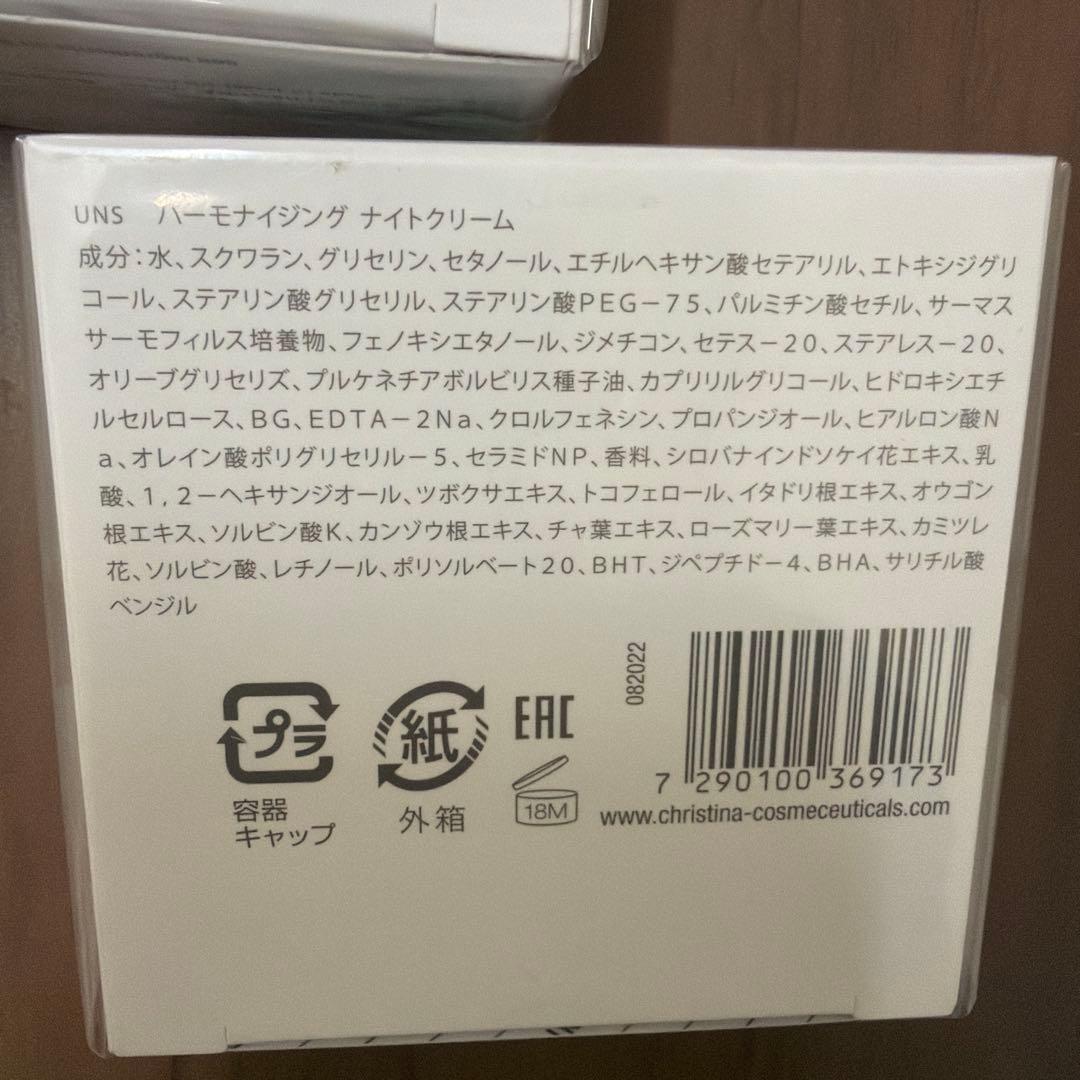 UNS ハーモナイジング ナイトクリーム
成分：水、スクワラン、グリセリン、セタノール、エチルヘキサン酸セテアリル、エトキシジグリ
コール、ステアリン酸グリセリル、ステアリン酸PEG－75、パルミチン酸セチル、サーマス
サーモフィルス培養物、フェノキシエタノール、ジメチコン、セテス－20、ステアレス－20、
オリーブグリセリズ、プルケネチアボルビリス種子油、カプリリルグリコール、ヒドロキシエチ
ルセルロース、BG、EDTA－2Na、クロルフェネシン、プロパンジオール、ヒアルロン酸N
a、オレイン酸ポリグリセリル－5、セラミドNP、香料、シロバナインドソケイ花エキス、乳
酸、1,2－ヘキサンジオール、ツボクサエキス、トコフェロール、イタドリ根エキス、オウゴン
根エキス、ソルビン酸K、カンゾウ根エキス、チャ葉エキス、ローズマリー葉エキス、カミツレ
花、ソルビン酸、レチノール、ポリソルベート20、BHT、ジペプチドー4、BHA、サリチル酸
ベンジル
プラ
容器
キャップ
紙
外箱
EAC
18M
082022
7 290100 369173
www.christina-cosmeceuticals.com